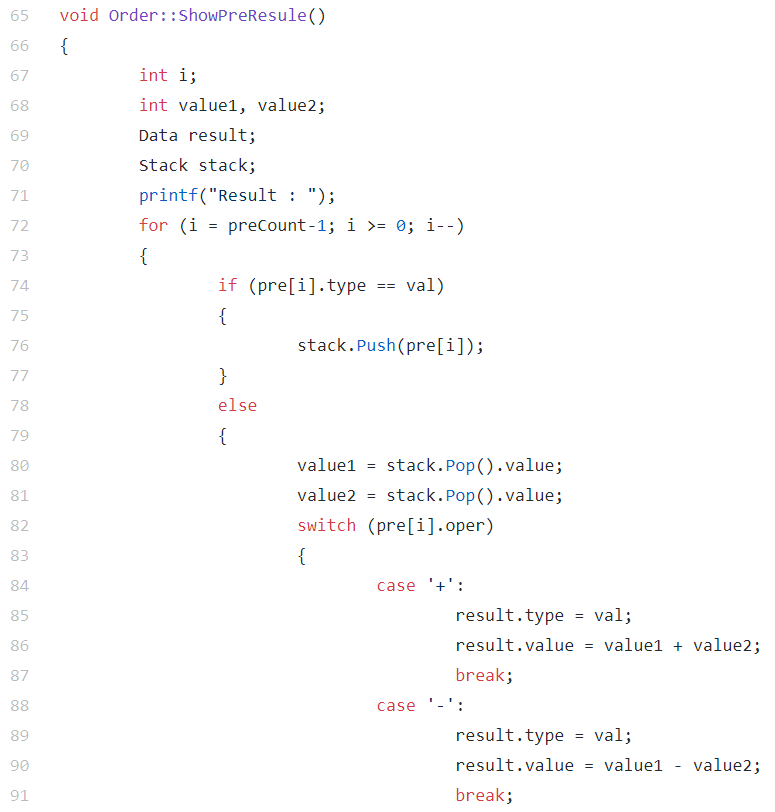 65 void Order::ShowPreResule()
66 {
67 int i;
68 int value1, value2;
69 Data result;
70 Stack stack;
71 printf("Result : ");
72 for (i = preCount-1; i >= 0; i--)
73 {
74 if (pre[i].type == val)
75 {
76 stack.Push(pre[i]);
77 }
78 else
79 {
80 value1 = stack.Pop().value;
81 value2 = stack.Pop().value;
82 switch (pre[i].oper)
83 {
84 case '+':
85 result.type = val;
86 result.value = value1 + value2;
87 break;
88 case '-':
89 result.type = val;
90 result.value = value1 - value2;
91 break;